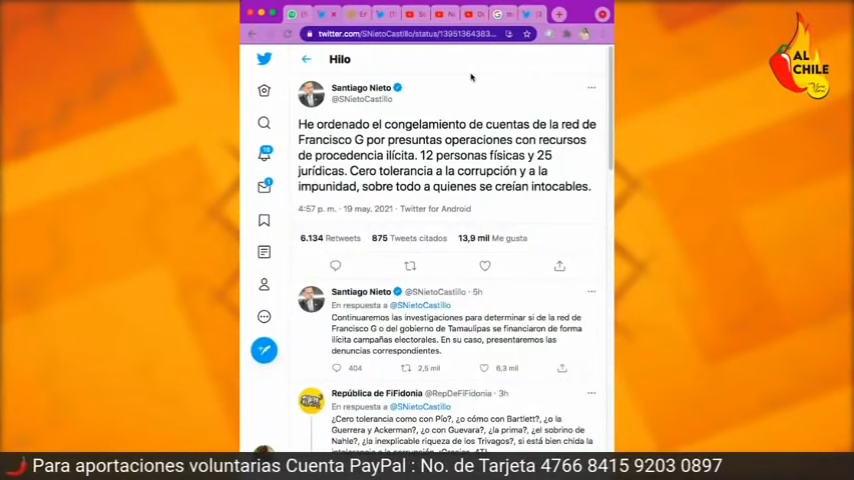 AL
CHILE
twitter.com/SNietoCastillo/status/13951364383...
Hilo
Santiago Nieto
@SNietoCastillo
He ordenado el congelamiento de cuentas de la red de
Francisco G por presuntas operaciones con recursos
de procedencia ilícita. 12 personas físicas y 25
jurídicas. Cero tolerancia a la corrupción y a la
impunidad, sobre todo a quienes se creían intocables.
4:57 p. m. · 19 may. 2021 · Twitter for Android
6.134 Retweets 875 Tweets citados 13,9 mil Me gusta
Santiago Nieto @SNietoCastillo · 5h
En respuesta a @SNietoCastillo
Continuaremos las investigaciones para determinar si de la red de
Francisco G o del gobierno de Tamaulipas se financiaron de forma
ilícita campañas electorales. En su caso, presentaremos las
denuncias correspondientes.
404 2,5 mil 6,3 mil
República de FiFidonia @RepDeFiFidonia · 3h
En respuesta a @SNietoCastillo
¿Cero tolerancia como con Pío?, ¿o cómo con Bartlett?, ¿o la
Guerrera y Ackerman?, ¿o con Guevara?, ¿la prima?, ¿el sobrino de
Nahle?, ¿la inexplicable riqueza de los Trivagos?, si está bien chida la
Para aportaciones voluntarias Cuenta PayPal : No. de Tarjeta 4766 8415 9203 0897